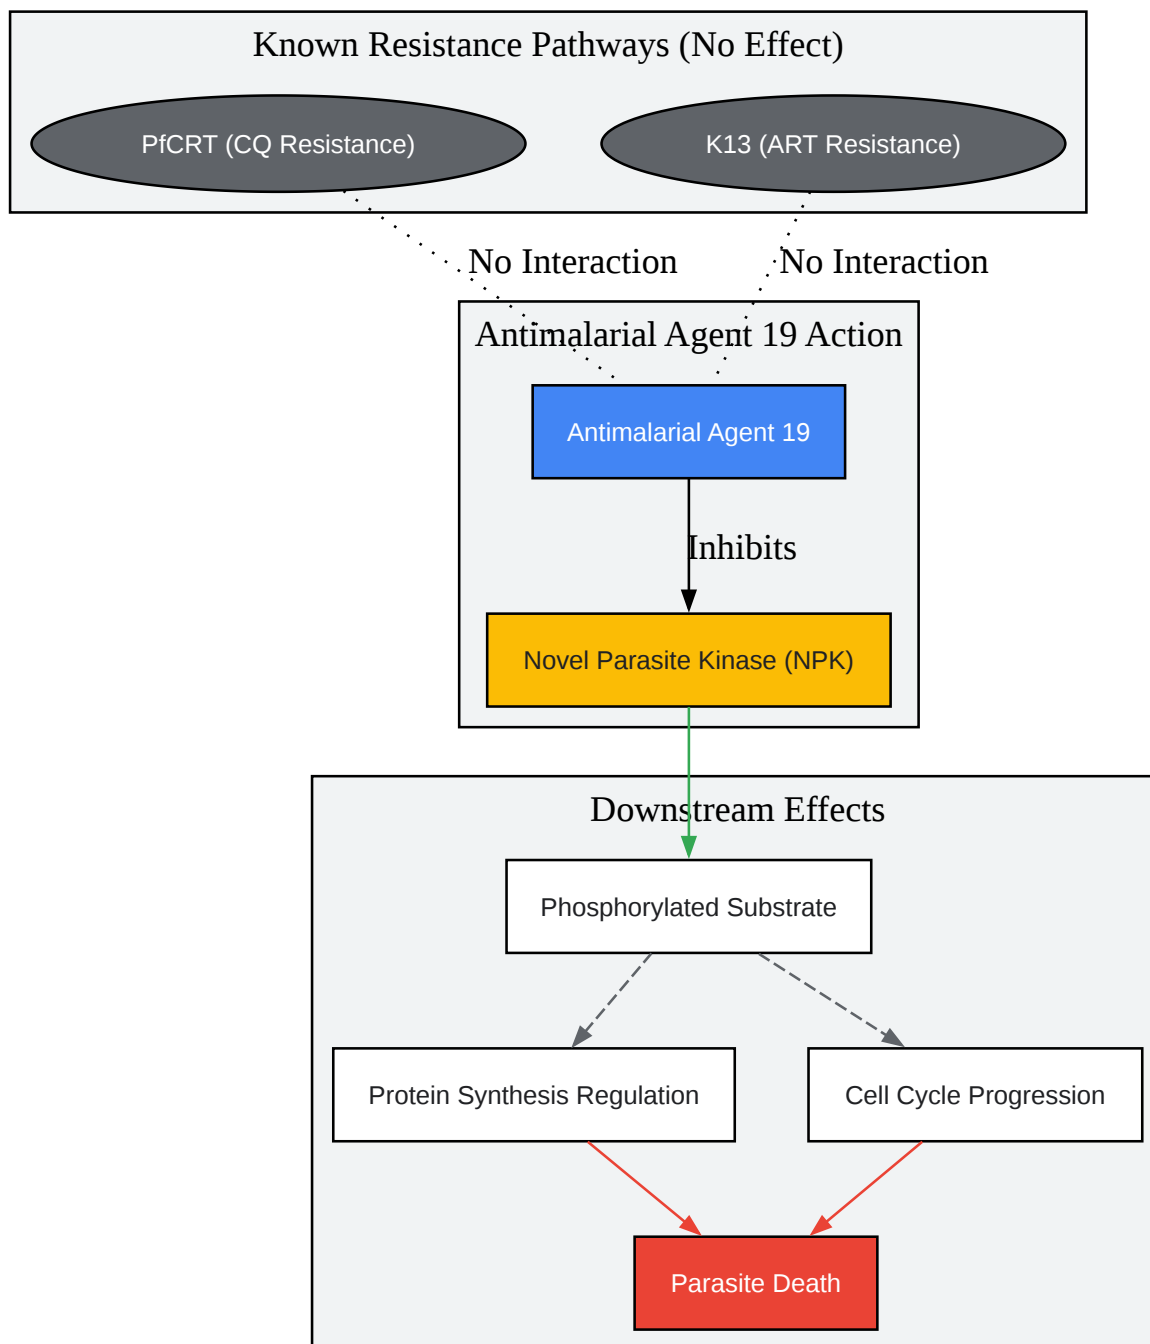 Known Resistance Pathways (No Effect)
PfCRT (CQ Resistance)
K13 (ART Resistance)
No Interaction
No Interaction
Antimalarial Agent 19 Action
Antimalarial Agent 19
Inhibits
Novel Parasite Kinase (NPK)
Downstream Effects
Phosphorylated Substrate
Protein Synthesis Regulation
Cell Cycle Progression
Parasite Death